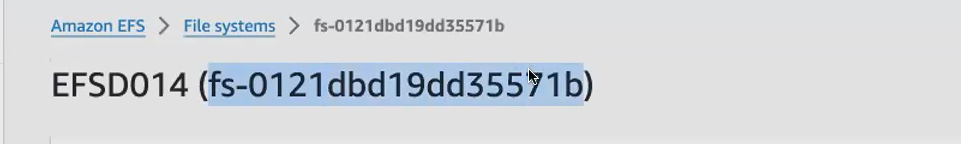 Amazon EFS > File systems > fs-0121dbd19dd35571b
EFSD014 (fs-0121dbd19dd35571b)